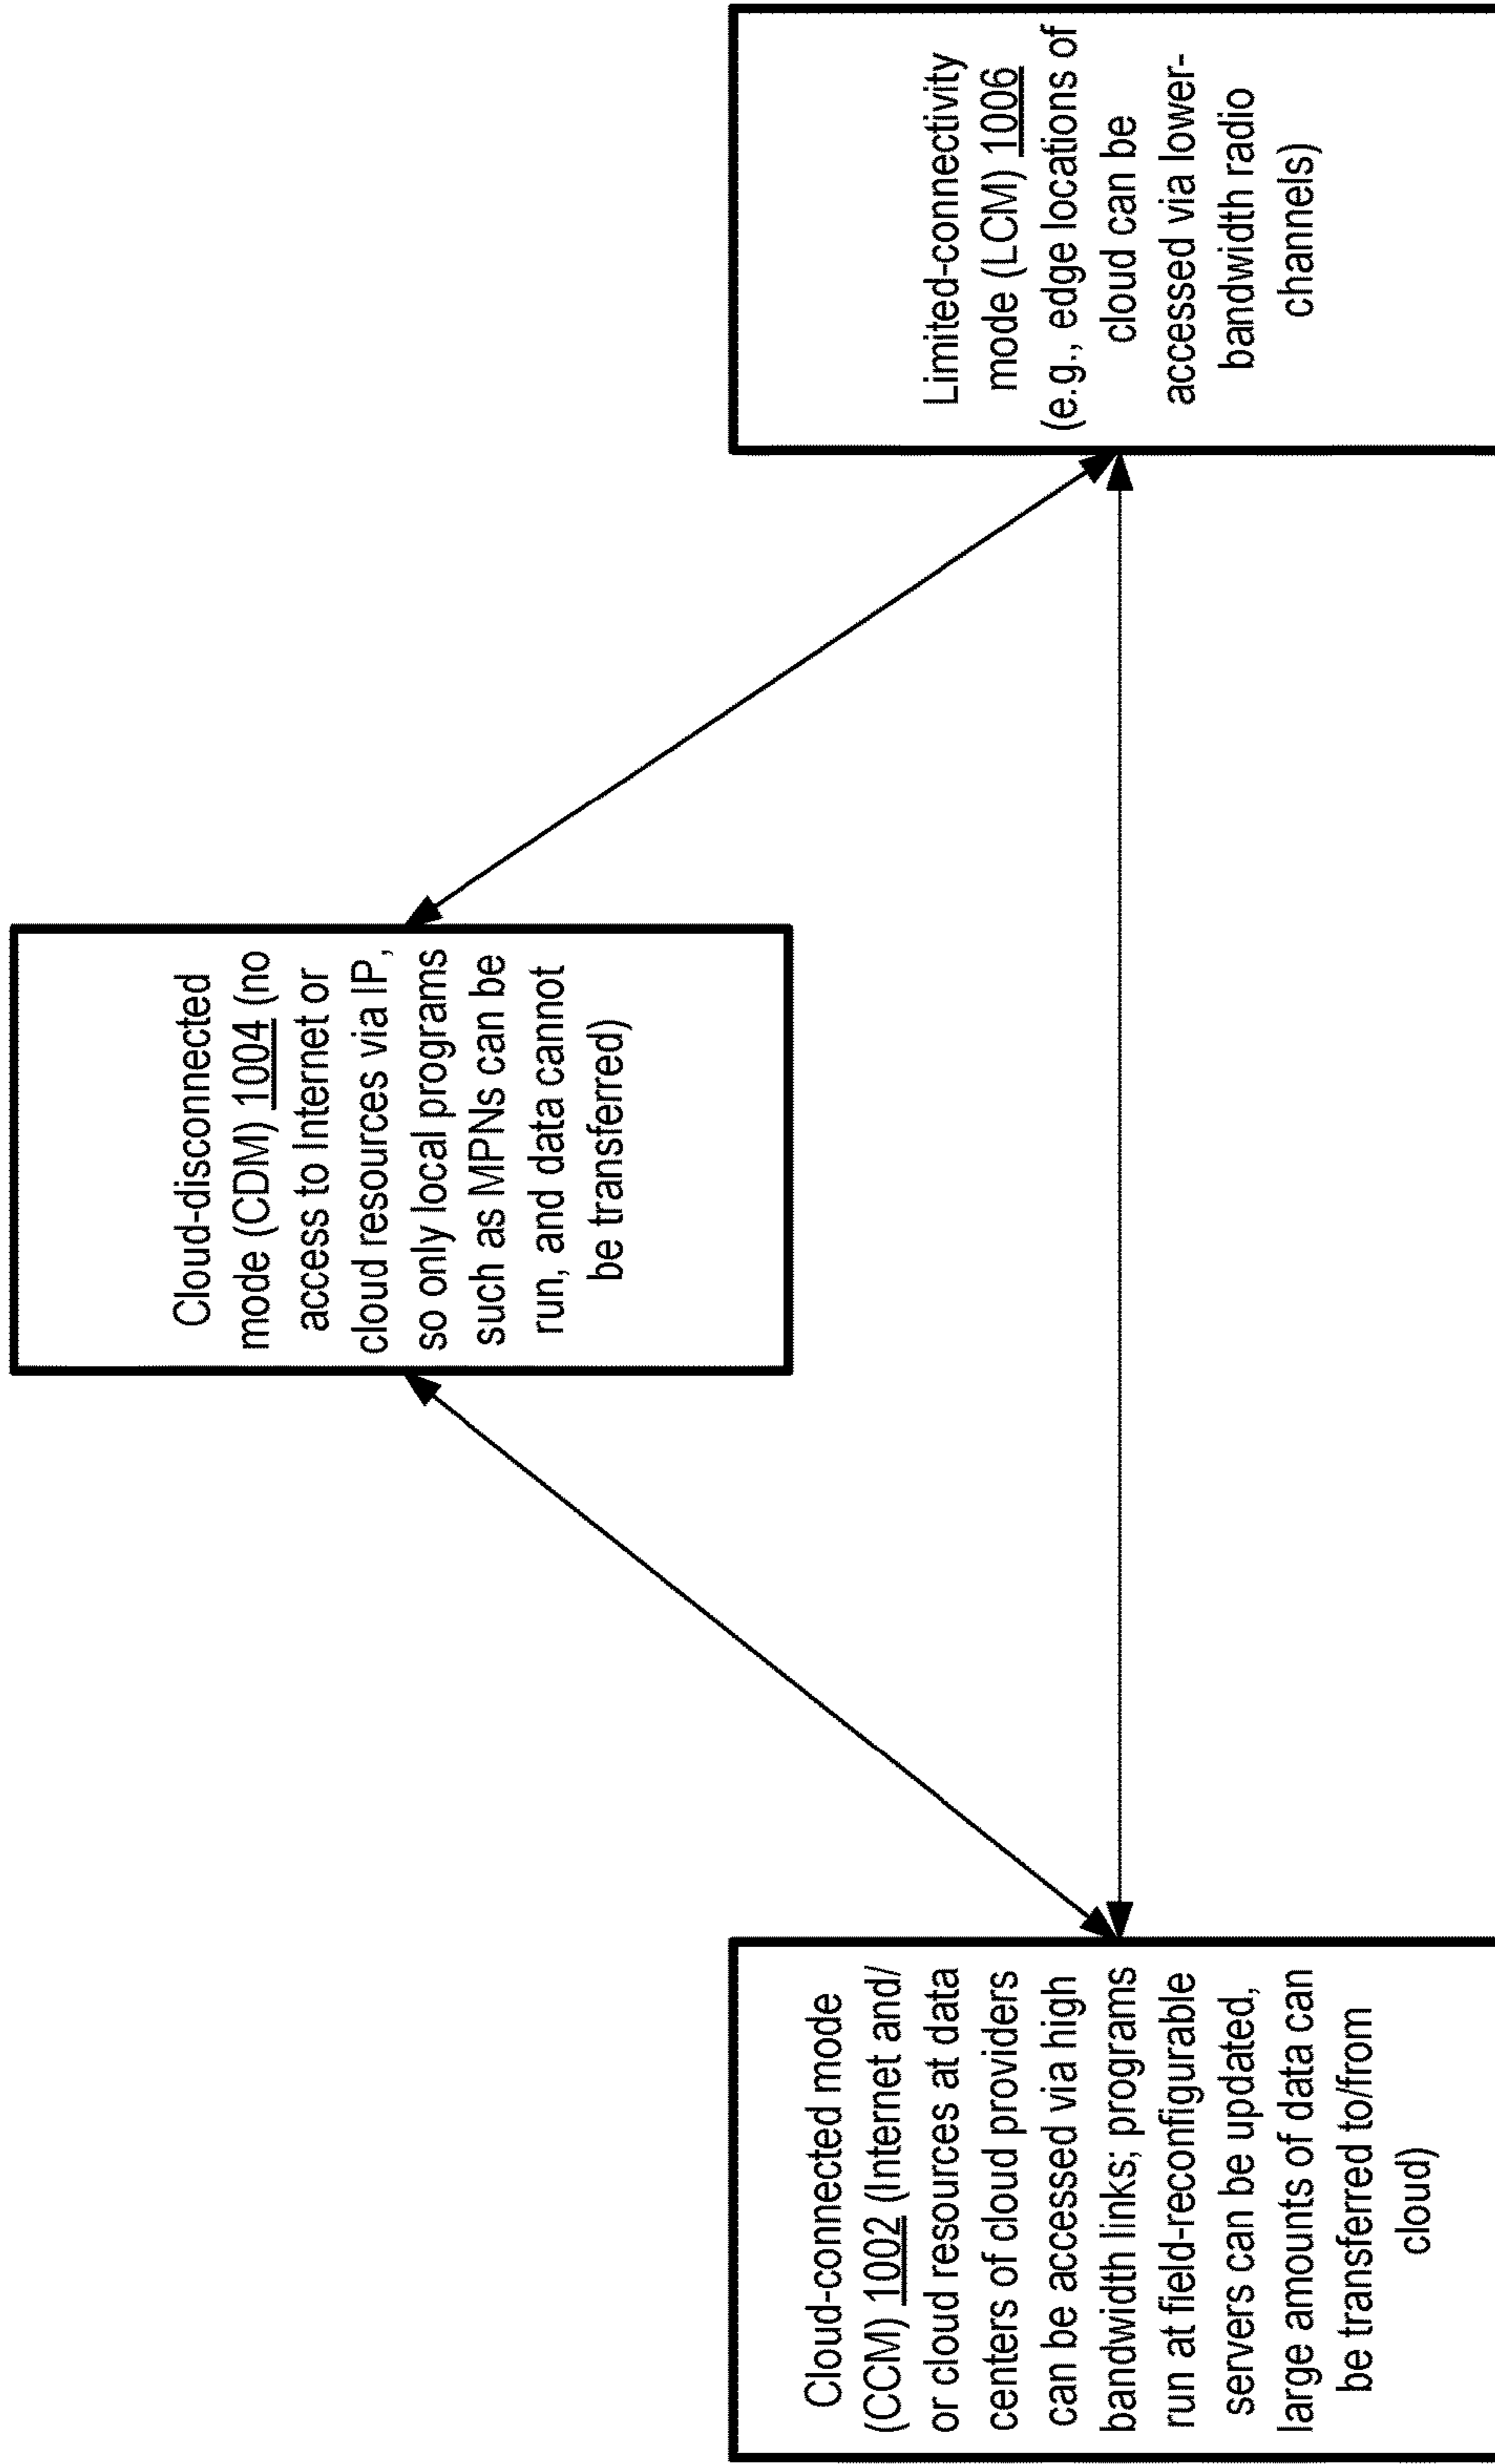 Cloud-disconnected
mode (CDM) 1004 (no
access to Internet or
cloud resources via IP,
so only local programs
such as MPNs can be
run, and data cannot
be transferred)
Cloud-connected mode
(CCM) 1002 (Internet and/
or cloud resources at data
centers of cloud providers
can be accessed via high
bandwidth links; programs
run at field-reconfigurable
servers can be updated,
large amounts of data can
be transferred to/from
cloud)
Limited-connectivity
mode (LCM) 1006
(e.g., edge locations of
cloud can be
accessed via lower-
bandwidth radio
channels)